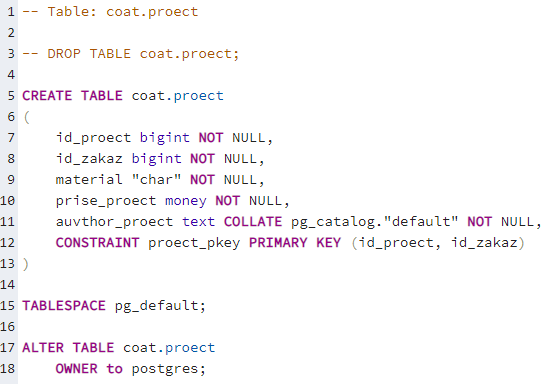 1 -- Table: coat.proect
2
3 -- DROP TABLE coat.proect;
4
5 CREATE TABLE coat.proect
6 (
7     id_proect bigint NOT NULL,
8     id_zakaz bigint NOT NULL,
9     material "char" NOT NULL,
10     prise_proect money NOT NULL,
11     auvthor_proect text COLLATE pg_catalog."default" NOT NULL,
12     CONSTRAINT proect_pkey PRIMARY KEY (id_proect, id_zakaz)
13 )
14
15 TABLESPACE pg_default;
16
17 ALTER TABLE coat.proect
18     OWNER to postgres;